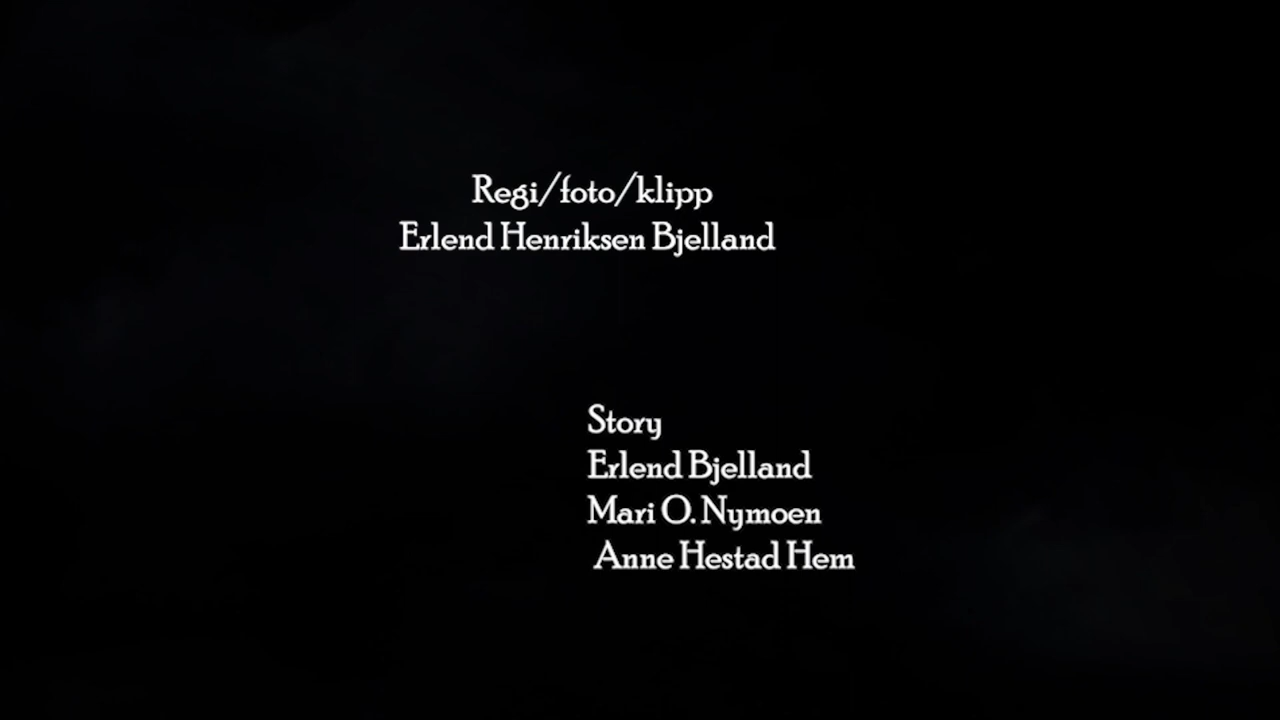 Regi/foto/klipp
Erlend Henriksen Bjelland
Story
Erlend Bjelland
Mari O. Nymoen
Anne Hestad Hem